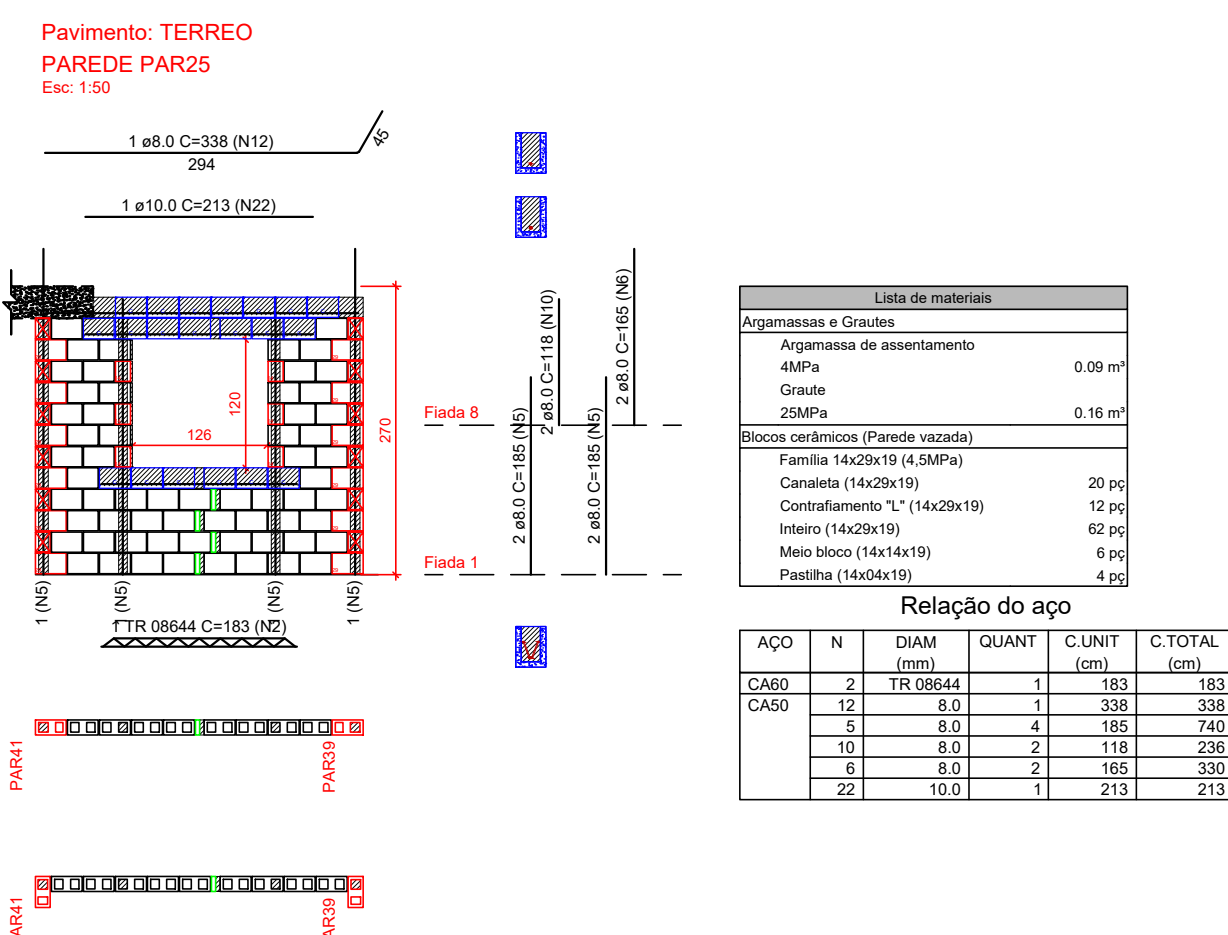 Pavimento: TERREO
PAREDE PAR25
Esc: 1:50
1 ø8.0 C=338 (N12)
45
294
1 ø10.0 C=213 (N22)
120
126
270
Fiada 8
Fiada 1
2 ø8.0 C=185 (N5)
2 ø8.0 C=118 (N10)
2 ø8.0 C=185 (N5)
2 ø8.0 C=165 (N6)
1 (N5)
1 (N5)
1 (N5)
1 (N5)
1 TR 08644 C=183 (N2)
PAR41
PAR39
AR41
AR39
Lista de materiais
Argamassas e Grautes
Argamassa de assentamento
4MPa 0.09 m³
Graute
25MPa 0.16 m³
Blocos cerâmicos (Parede vazada)
Família 14x29x19 (4,5MPa)
Canaleta (14x29x19) 20 pç
Contrafiamento "L" (14x29x19) 12 pç
Inteiro (14x29x19) 62 pç
Meio bloco (14x14x19) 6 pç
Pastilha (14x04x19) 4 pç
Relação do aço
AÇO N DIAM QUANT C.UNIT C.TOTAL
(mm) (cm) (cm)
CA60 2 TR 08644 1 183 183
CA50 12 8.0 1 338 338
5 8.0 4 185 740
10 8.0 2 118 236
6 8.0 2 165 330
22 10.0 1 213 213